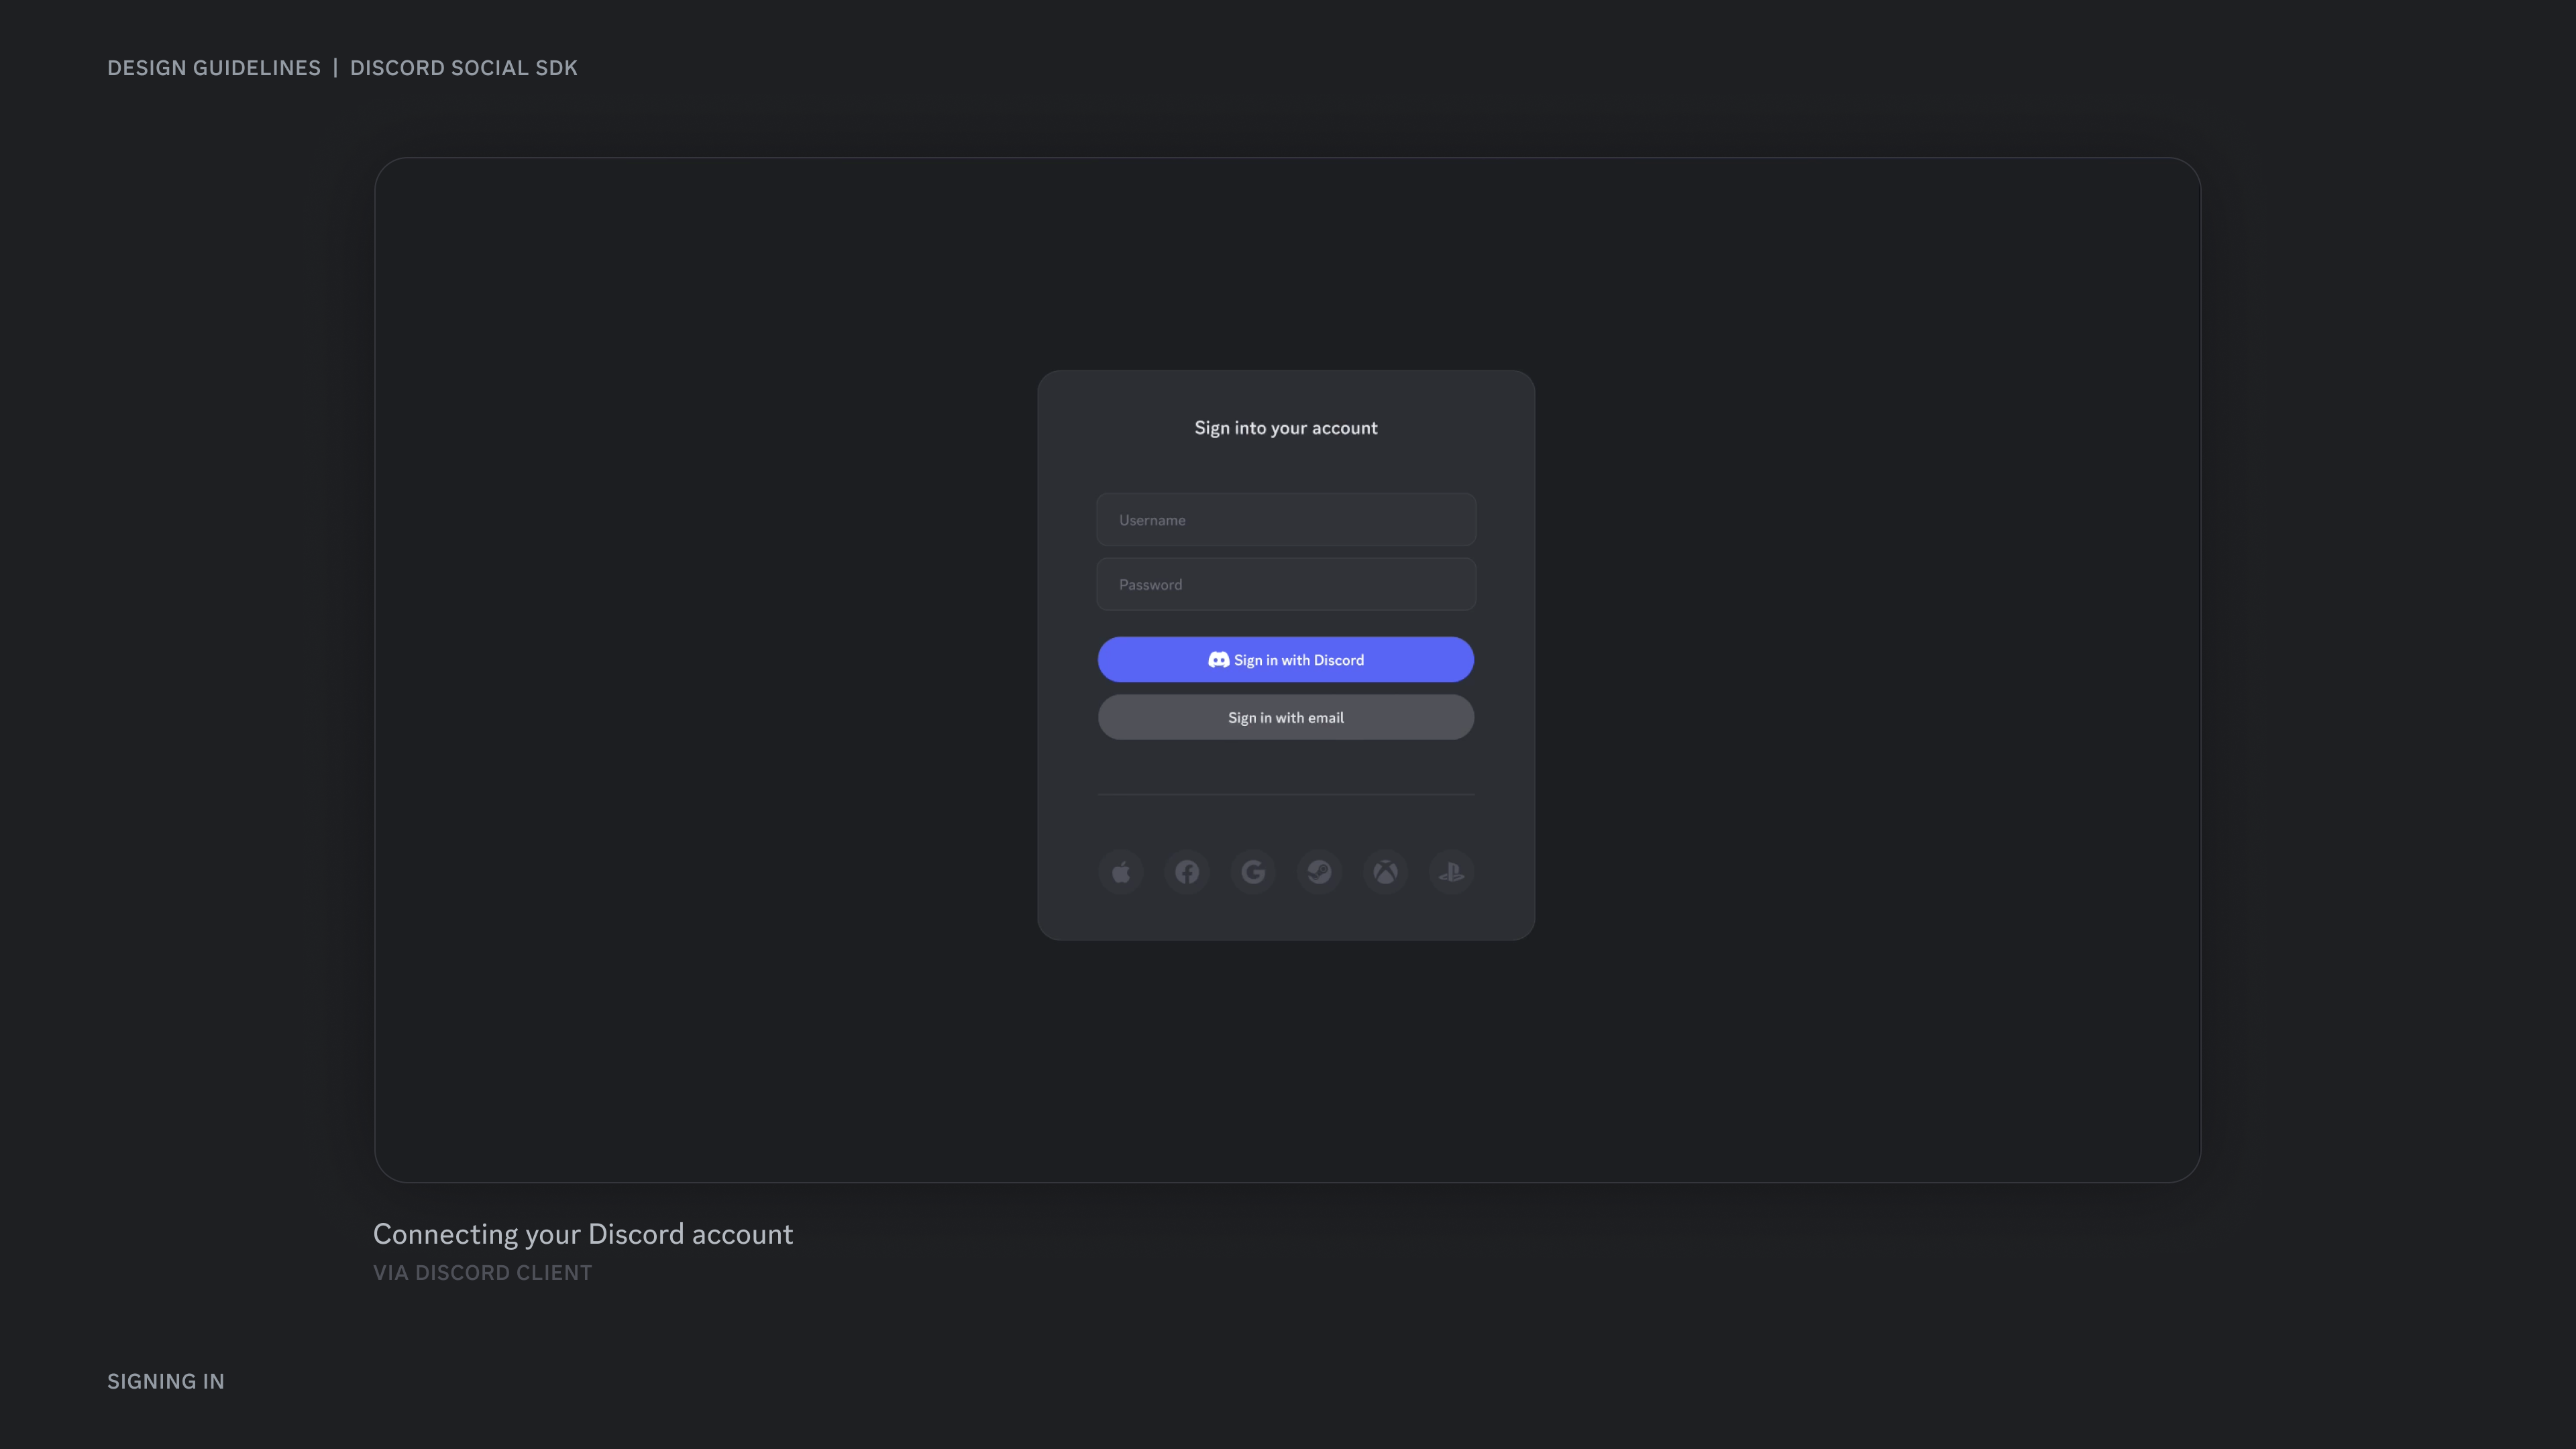 DESIGN GUIDELINES | DISCORD SOCIAL SDK
Sign into your account
Username
Password
Sign in with Discord
Sign in with email
Connecting your Discord account
VIA DISCORD CLIENT
SIGNING IN